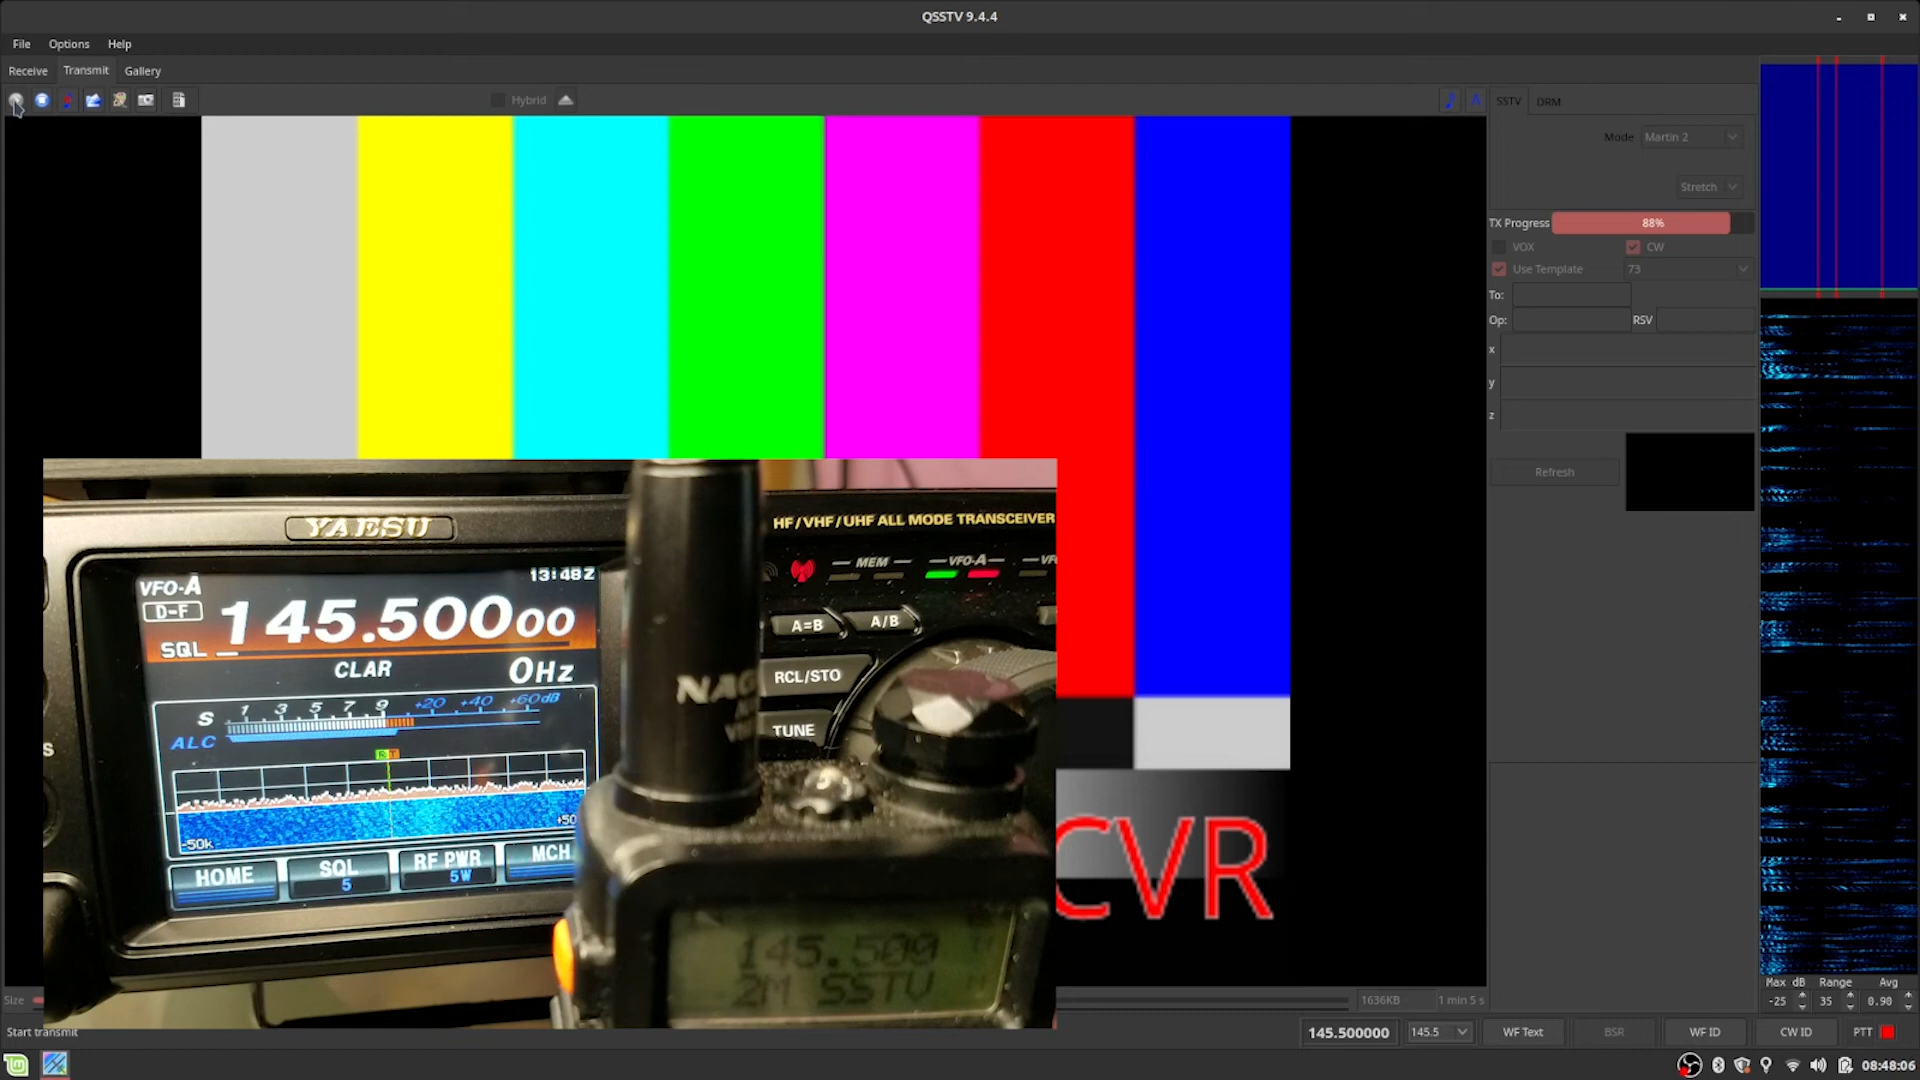 QSSTV 9.4.4
File Options Help
Receive Transmit Gallery
Hybrid
SSTV DRM
Mode Martin 2
Stretch
TX Progress 88%
VOX CW
Use Template 73
To:
Op: RSV
x
y
z
Refresh
YAESU
HF/VHF/UHF ALL MODE TRANSCEIVER
MEM VFO-A
VFO-A 13:48Z
D-F 145.50000
SQL
CLAR 0Hz
A=B A/B
RCL/STO
TUNE
S 1 3 5 7 9 +20 +40 +60dB
ALC
-50k +50
HOME SQL 5 RF PWR 5W MCH
145.500
2M SSTV
CVR
Max dB Range Avg
-25 35 0.90
Size 1636KB 1 min 5 s
Start transmit 145.500000 145.5 WF Text BSR WF ID CW ID PTT
08:48:06